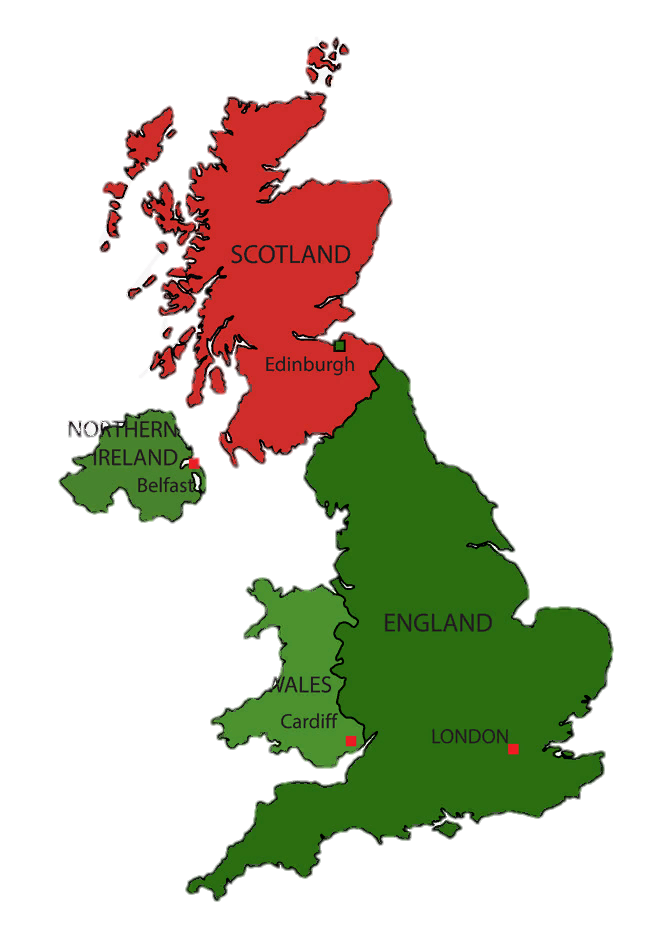 SCOTLAND
Edinburgh
NORTHERN
IRELAND
Belfast
ENGLAND
WALES
Cardiff
LONDON